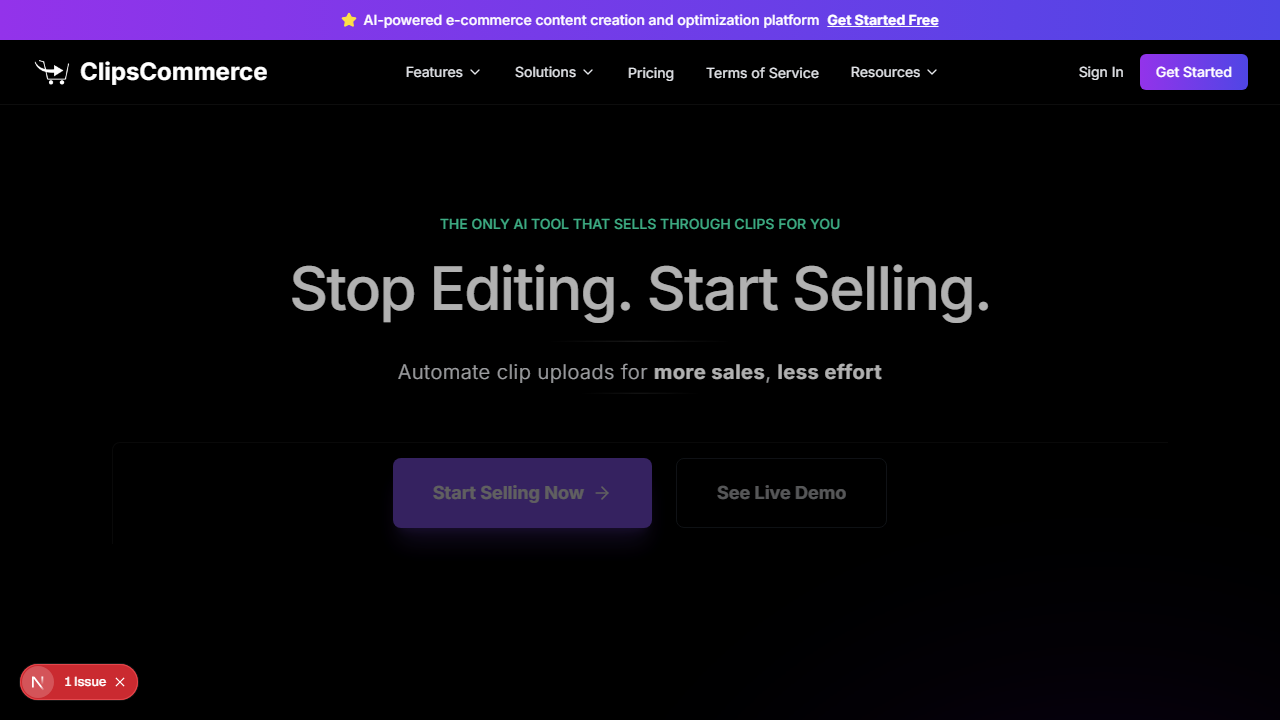 ⭐ AI-powered e-commerce content creation and optimization platform Get Started Free
ClipsCommerce
Features
Solutions
Pricing
Terms of Service
Resources
Sign In
Get Started
THE ONLY AI TOOL THAT SELLS THROUGH CLIPS FOR YOU
Stop Editing. Start Selling.
Automate clip uploads for more sales, less effort
Start Selling Now →
See Live Demo
N 1 Issue